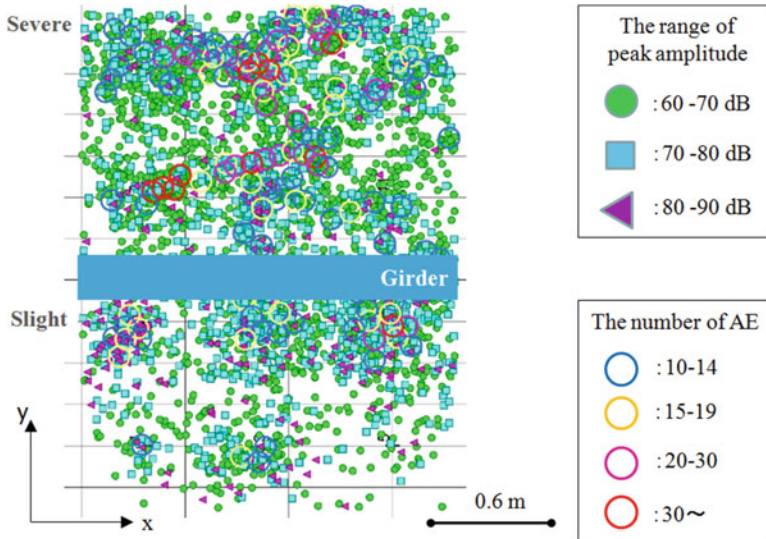 Severe
Girder
Slight
y
x
0.6 m
The range of
peak amplitude
:60 -70 dB
:70 -80 dB
:80 -90 dB
The number of AE
:10-14
:15-19
:20-30
:30～